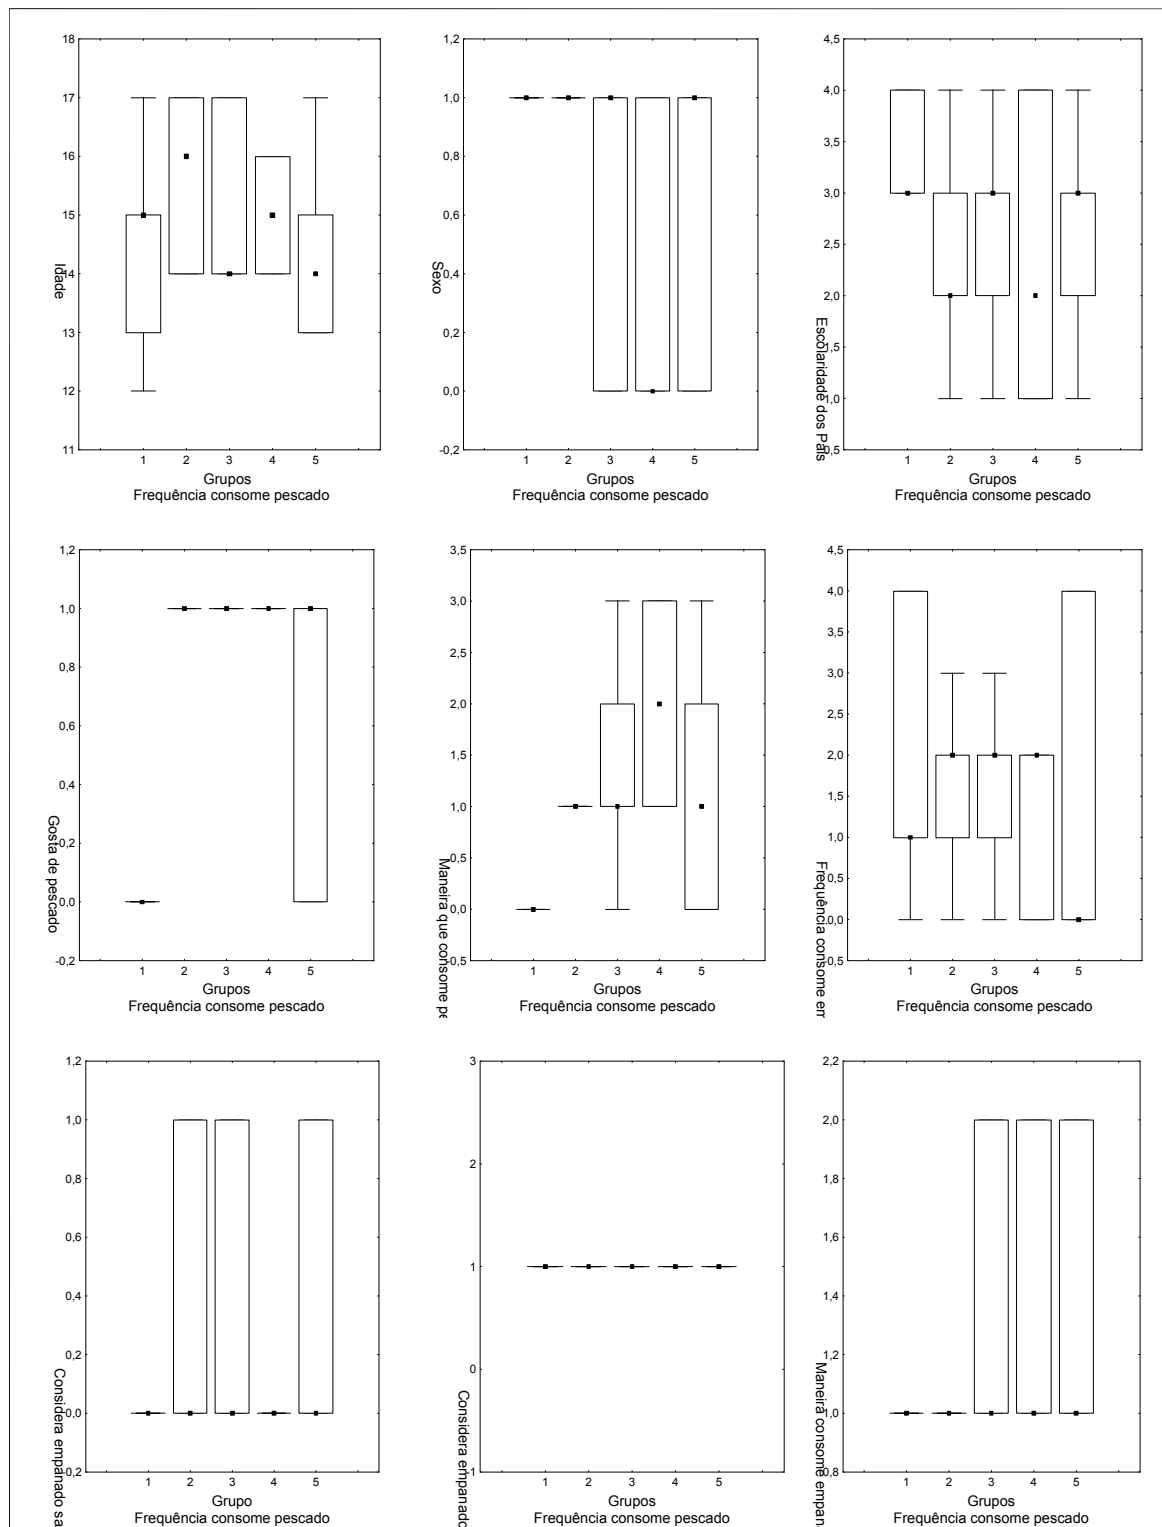 18
17
16
15
14
13
12
11
Idade
1 2 3 4 5
Grupos
Frequência consome pescado
1,2
1,0
0,8
0,6
0,4
0,2
0,0
-0,2
Sexo
1 2 3 4 5
Grupos
Frequência consome pescado
4,5
4,0
3,5
3,0
2,5
2,0
1,5
1,0
0,5
Escolaridade dos Pais
1 2 3 4 5
Grupos
Frequência consome pescado
1,2
1,0
0,8
0,6
0,4
0,2
0,0
-0,2
Gosta de pescado
1 2 3 4 5
Grupos
Frequência consome pescado
3,5
3,0
2,5
2,0
1,5
1,0
0,5
0,0
-0,5
Maneira que consome pe
1 2 3 4 5
Grupos
Frequência consome pescado
4,5
4,0
3,5
3,0
2,5
2,0
1,5
1,0
0,5
0,0
-0,5
Frequência consome em
1 2 3 4 5
Grupos
Frequência consome pescado
1,2
1,0
0,8
0,6
0,4
0,2
0,0
-0,2
Considera empanado sa
1 2 3 4 5
Grupo
Frequência consome pescado
3
2
1
0
-1
Considera empanado
1 2 3 4 5
Grupos
Frequência consome pescado
2,2
2,0
1,8
1,6
1,4
1,2
1,0
0,8
Maneira consome empan
1 2 3 4 5
Grupos
Frequência consome pescado